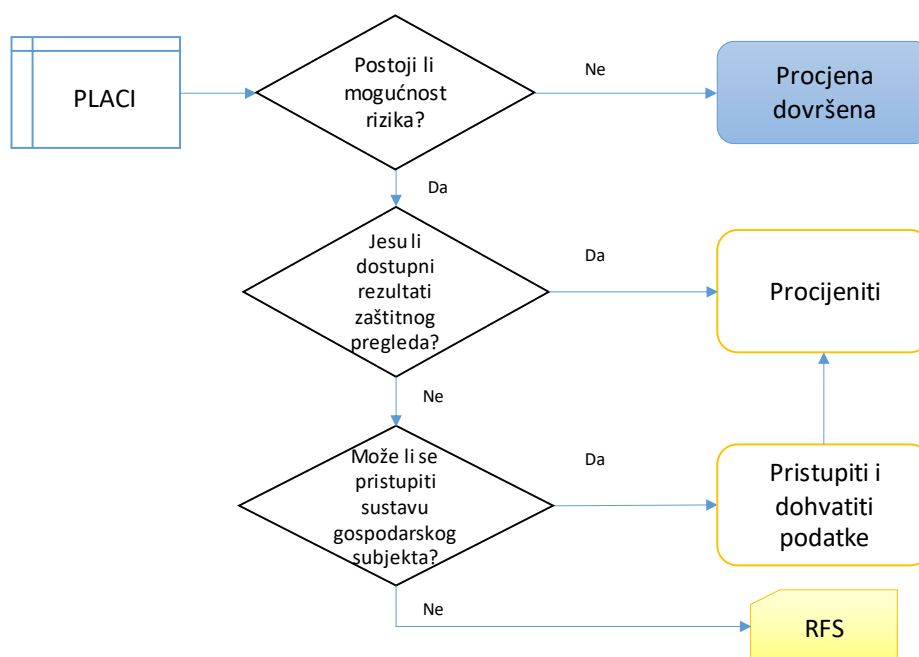 PLACI
Postoji li
mogućnost
rizika?
Ne
Procjena
dovršena
Da
Jesu li
dostupni
rezultati
zaštitnog
pregleda?
Da
Procijeniti
Ne
Može li se
pristupiti
sustavu
gospodarskog
subjekta?
Da
Pristupiti i
dohvatiti
podatke
Ne
RFS